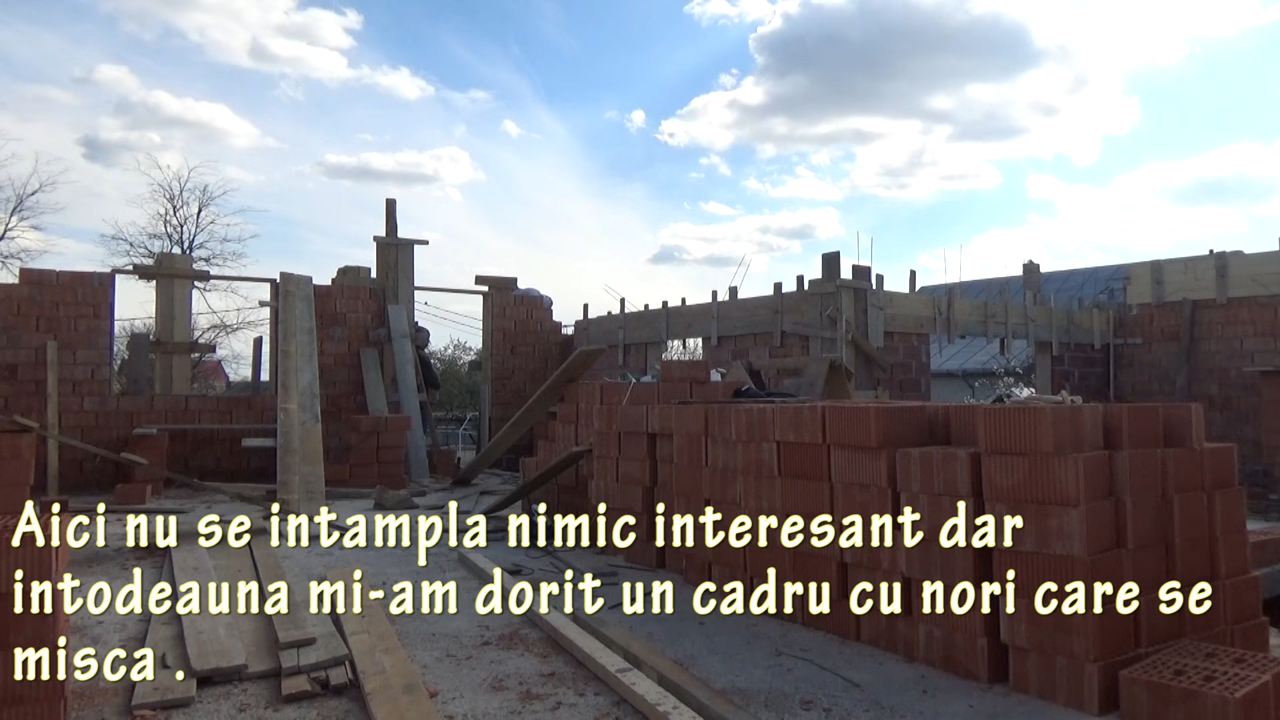 Aici nu se intampla nimic interesant dar
intodeauna mi-am dorit un cadru cu nori care se
misca .